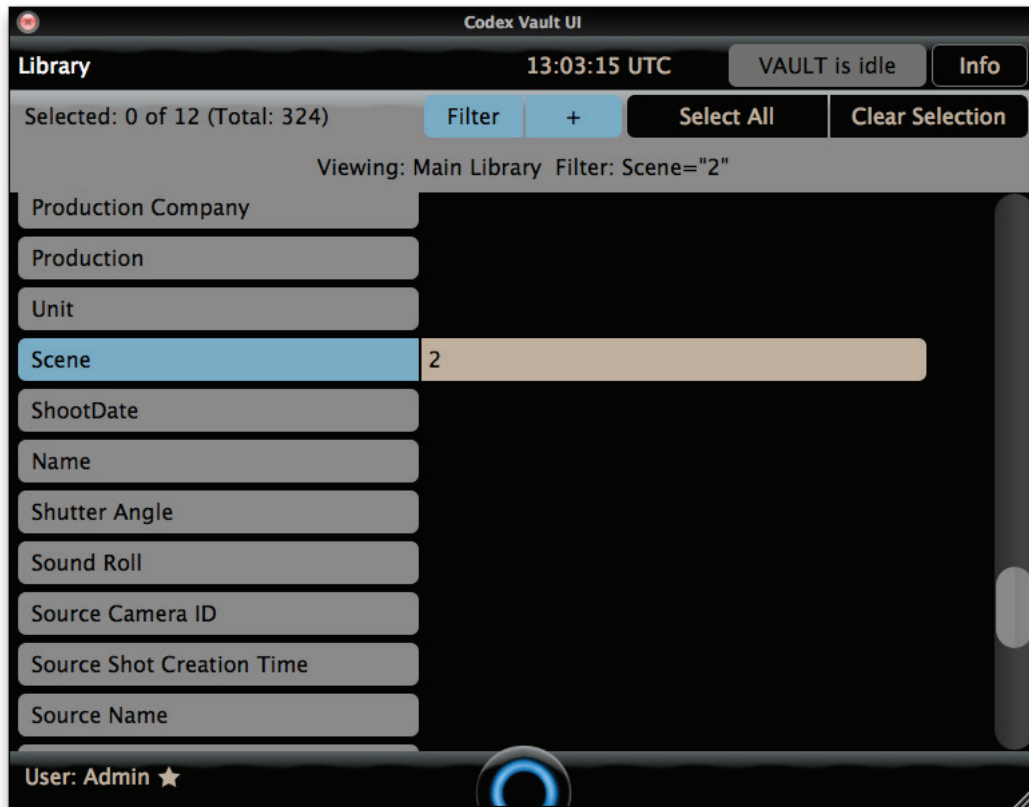 Codex Vault UI
Library 13:03:15 UTC VAULT is idle Info
Selected: 0 of 12 (Total: 324) Filter + Select All Clear Selection
Viewing: Main Library Filter: Scene="2"
Production Company
Production
Unit
Scene 2
ShootDate
Name
Shutter Angle
Sound Roll
Source Camera ID
Source Shot Creation Time
Source Name
User: Admin ★